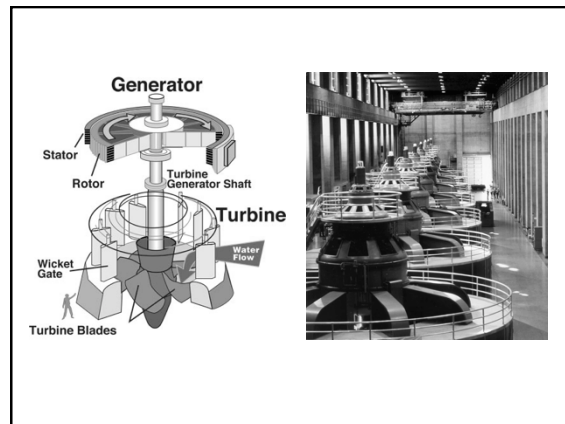 Generator
Stator
Rotor
Turbine
Generator Shaft
Turbine
Wicket
Gate
Water
Flow
Turbine Blades